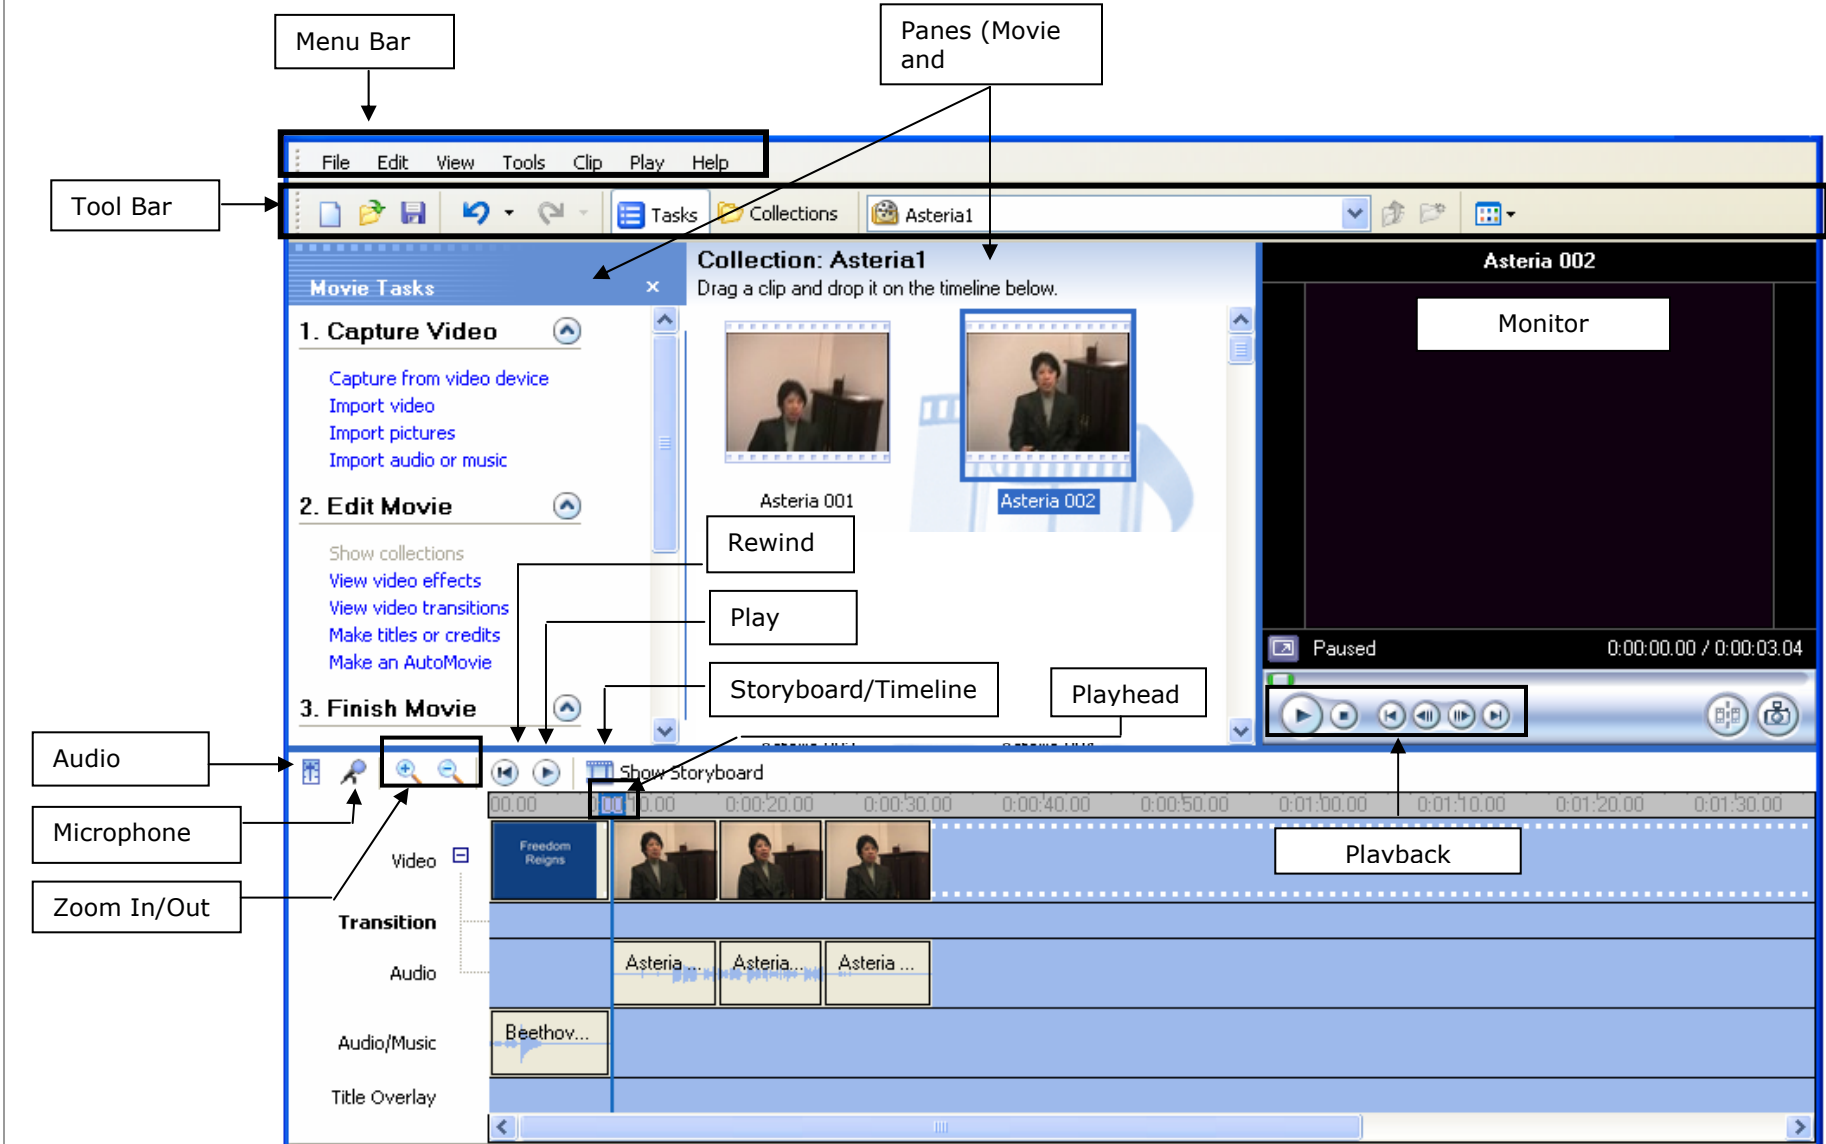 Menu Bar
Panes (Movie
and
File Edit View Tools Clip Play Help
Tool Bar
Tasks Collections Asteria1
Movie Tasks
Collection: Asteria1
Drag a clip and drop it on the timeline below.
Asteria 002
Monitor
1. Capture Video
Capture from video device
Import video
Import pictures
Import audio or music
Asteria 001
Asteria 002
2. Edit Movie
Show collections
View video effects
View video transitions
Make titles or credits
Make an AutoMovie
3. Finish Movie
Rewind
Play
Storyboard/Timeline
Playhead
Paused 0:00:00.00 / 0:00:03.04
Audio
Microphone
Zoom In/Out
Show Storyboard
00.00 0:00:10.00 0:00:20.00 0:00:30.00 0:00:40.00 0:00:50.00 0:01:00.00 0:01:10.00 0:01:20.00 0:01:30.00
Video
Freedom
Reigns
Playback
Transition
Audio
Asteria ... Asteria... Asteria ...
Audio/Music
Beethov...
Title Overlay